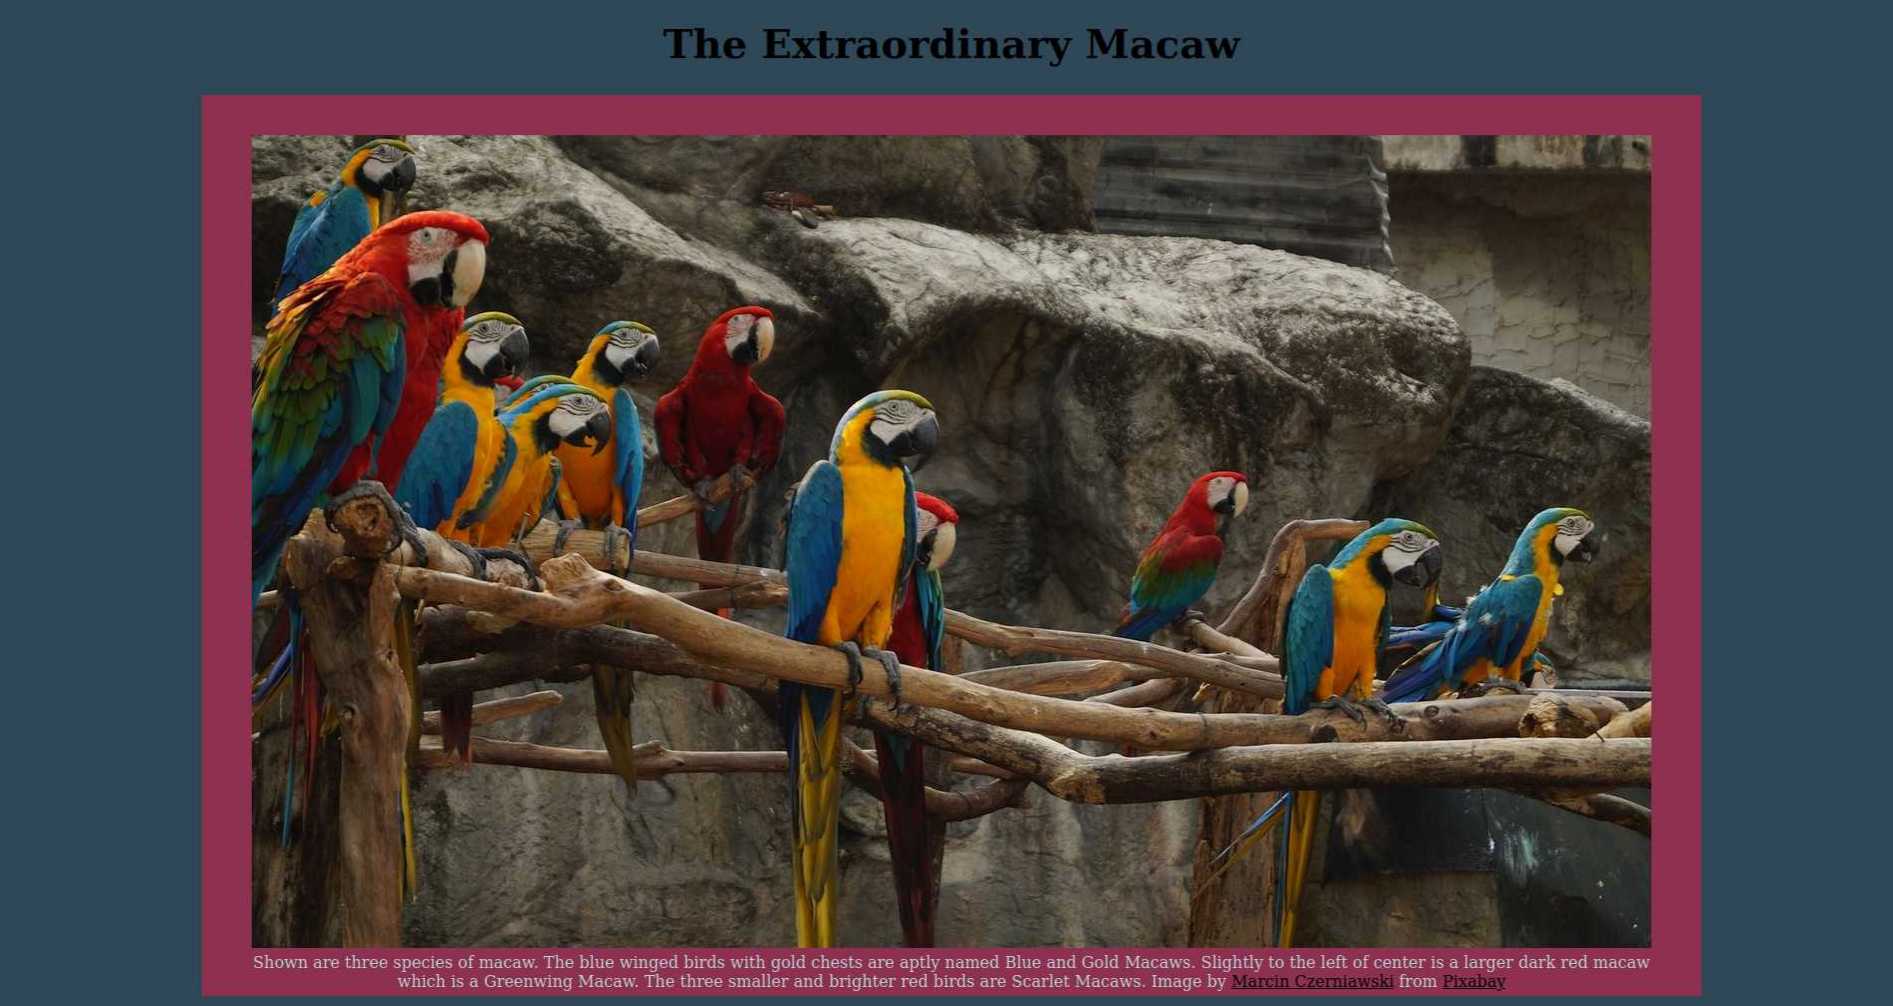 The Extraordinary Macaw
Shown are three species of macaw. The blue winged birds with gold chests are aptly named Blue and Gold Macaws. Slightly to the left of center is a larger dark red macaw
which is a Greenwing Macaw. The three smaller and brighter red birds are Scarlet Macaws. Image by Marcin Czerniawski from Pixabay